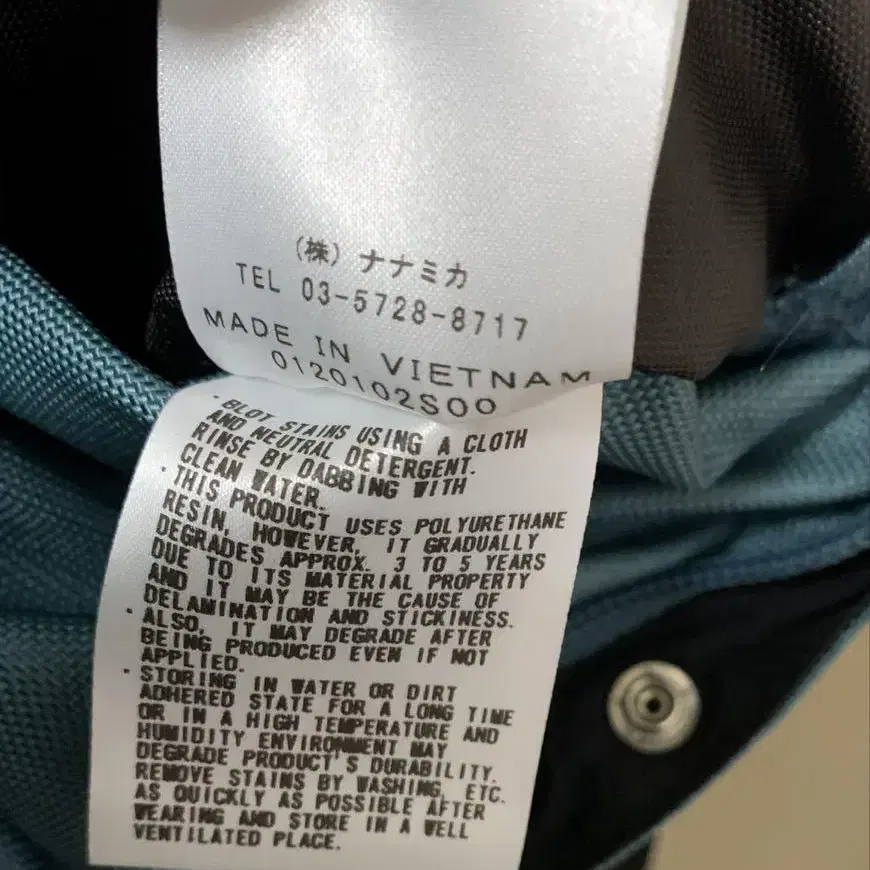 (株) ナナミカ
TEL 03-5728-8717
MADE IN VIETNAM
0120102S00
· BLOT STAINS USING A CLOTH
AND NEUTRAL DETERGENT.
RINSE BY DABBING WITH
CLEAN WATER.
· THIS PRODUCT USES POLYURETHANE
RESIN, HOWEVER, IT GRADUALLY
DEGRADES APPROX. 3 TO 5 YEARS
DUE TO ITS MATERIAL PROPERTY
AND IT MAY BE THE CAUSE OF
DELAMINATION AND STICKINESS.
· ALSO, IT MAY DEGRADE AFTER
BEING PRODUCED EVEN IF NOT
APPLIED.
· STORING IN WATER OR DIRT
ADHERED STATE FOR A LONG TIME
OR IN A HIGH TEMPERATURE AND
HUMIDITY ENVIRONMENT MAY
DEGRADE PRODUCT'S DURABILITY.
REMOVE STAINS BY WASHING, ETC.
AS QUICKLY AS POSSIBLE AFTER
WEARING AND STORE IN A WELL
VENTILATED PLACE.